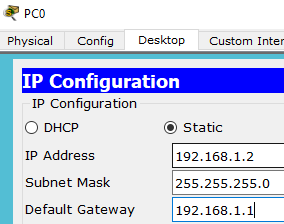 PC0
Physical Config Desktop Custom Inter
IP Configuration
IP Configuration
DHCP Static
IP Address 192.168.1.2
Subnet Mask 255.255.255.0
Default Gateway 192.168.1.1